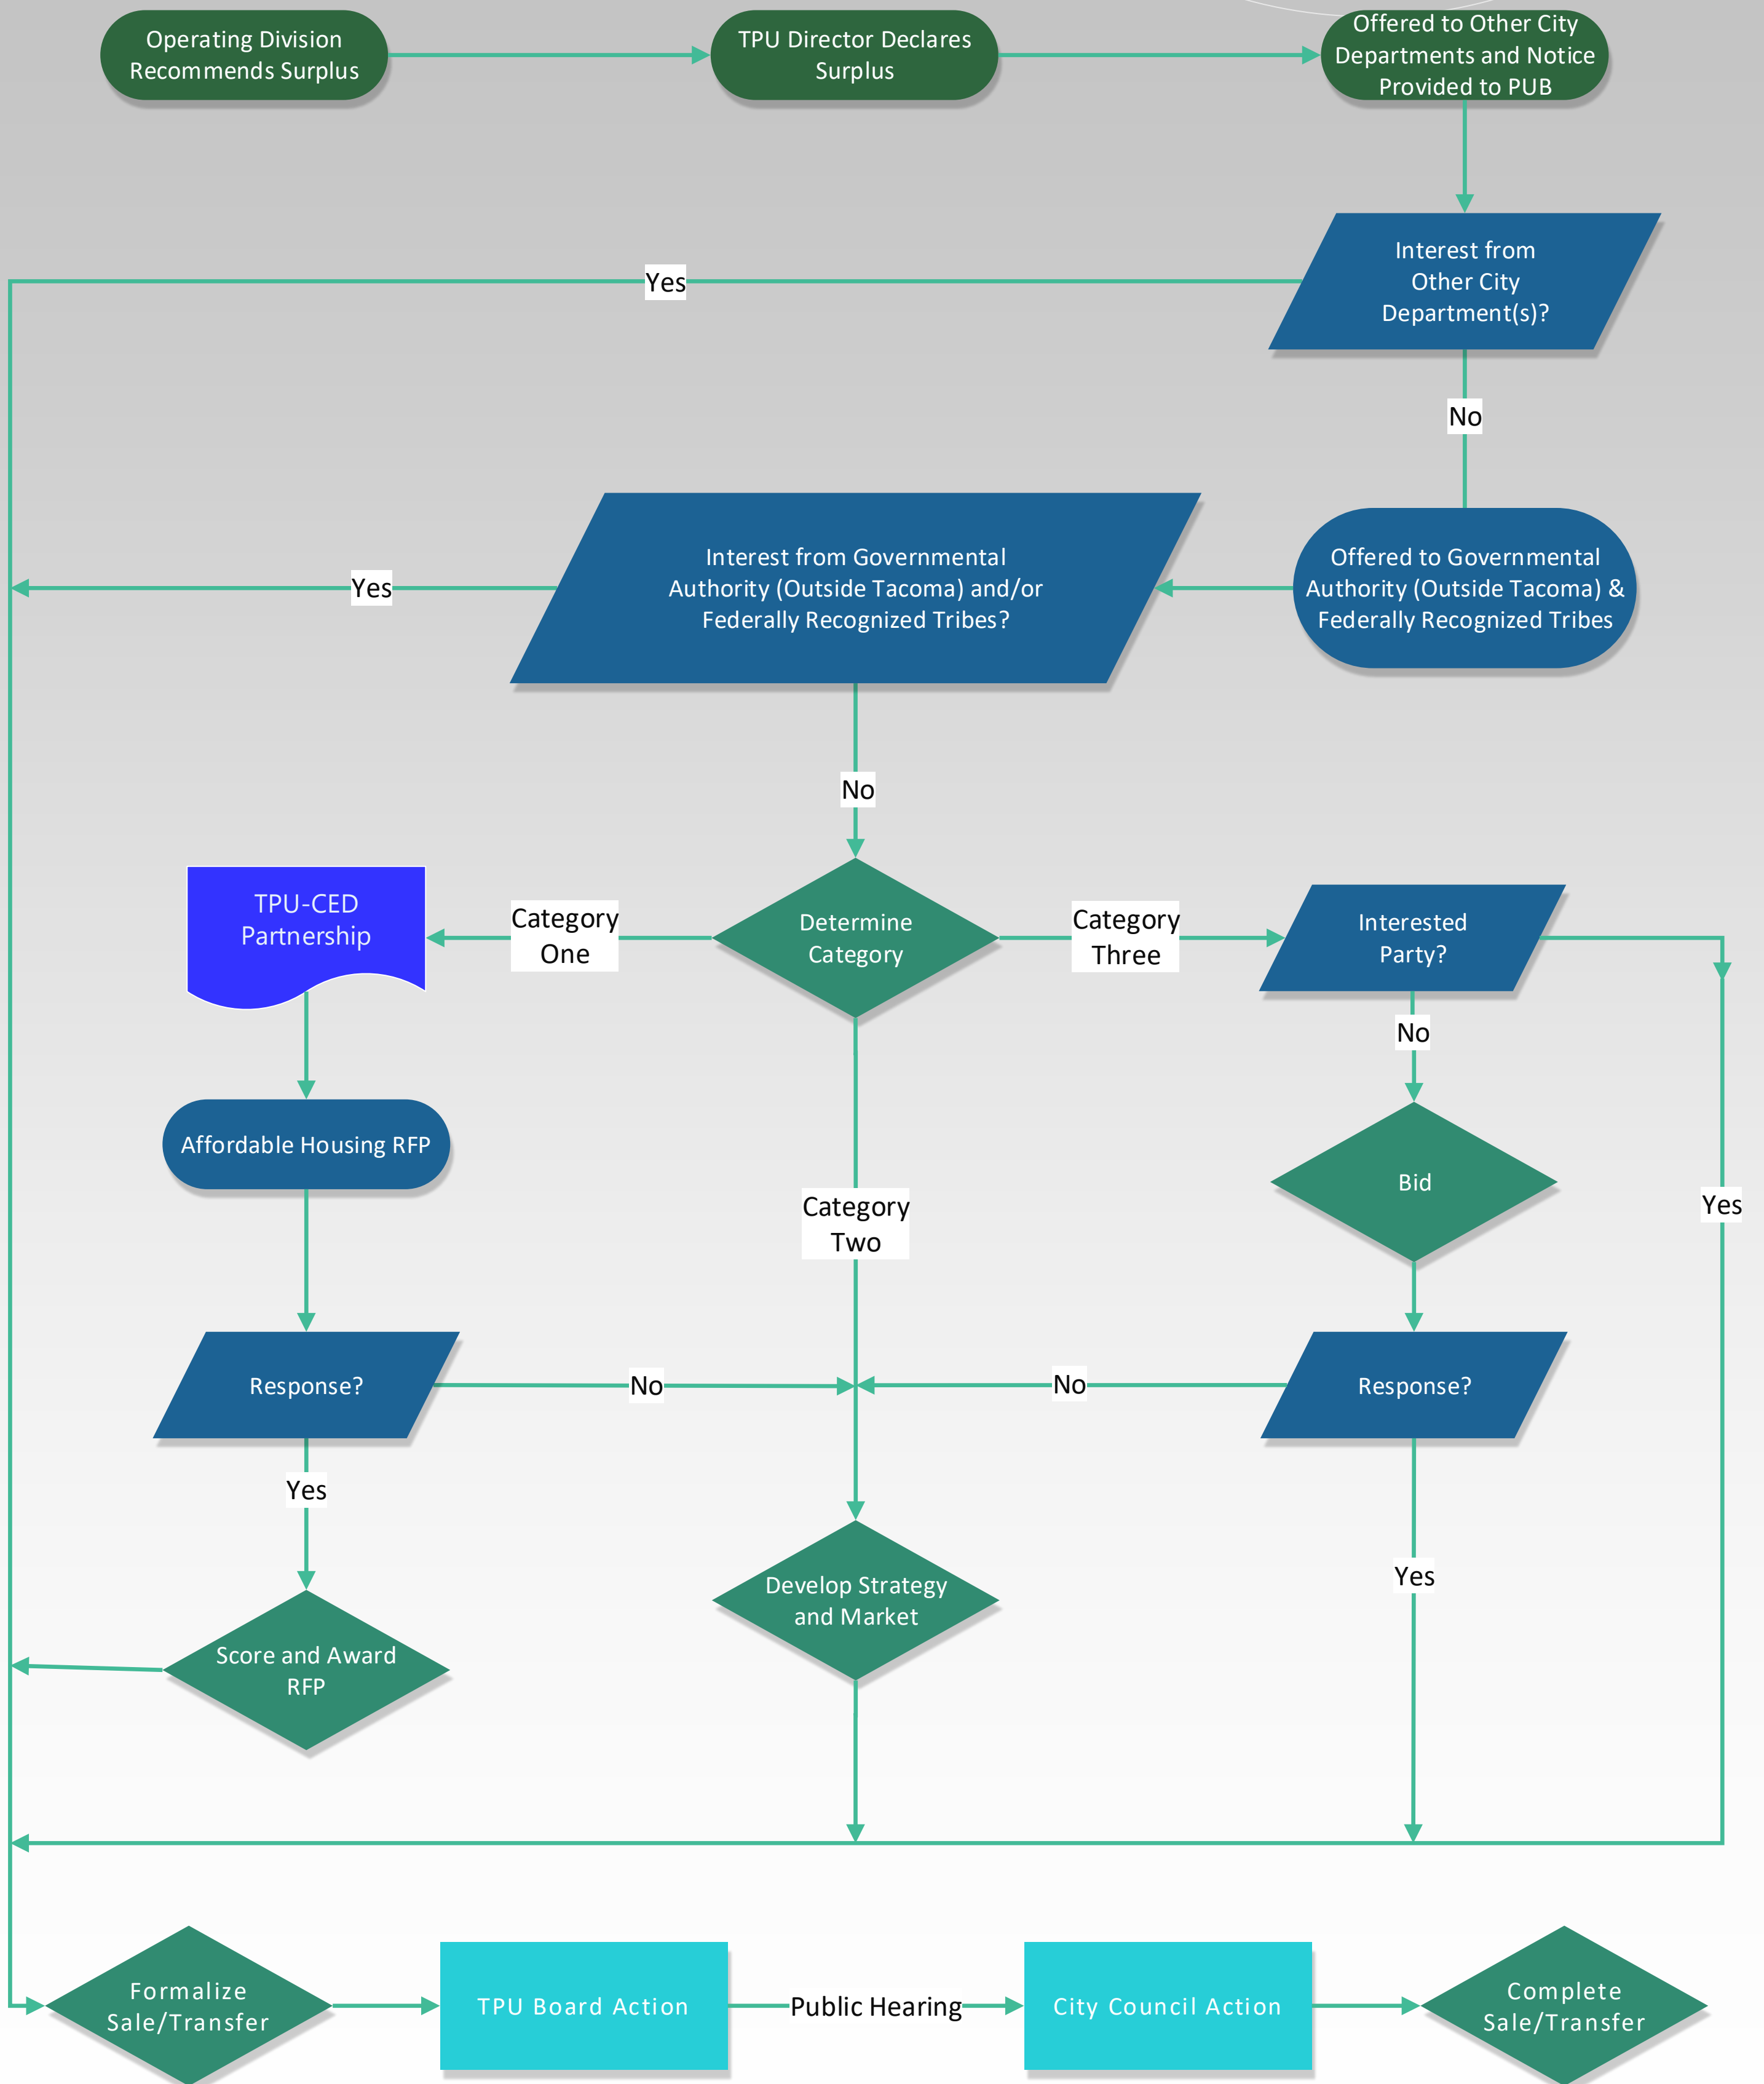 Operating Division
Recommends Surplus
TPU Director Declares
Surplus
Offered to Other City
Departments and Notice
Provided to PUB
Interest from
Other City
Department(s)?
Yes
No
Interest from Governmental
Authority (Outside Tacoma) and/or
Federally Recognized Tribes?
Offered to Governmental
Authority (Outside Tacoma) &
Federally Recognized Tribes
Yes
No
TPU-CED
Partnership
Category
One
Determine
Category
Category
Three
Interested
Party?
No
Affordable Housing RFP
Category
Two
Bid
Yes
Response?
No
No
Response?
Yes
Yes
Develop Strategy
and Market
Score and Award
RFP
Formalize
Sale/Transfer
TPU Board Action
Public Hearing
City Council Action
Complete
Sale/Transfer